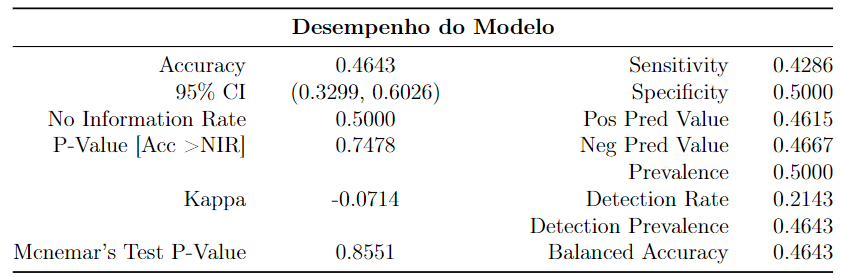 Desempenho do Modelo
Accuracy 0.4643 Sensitivity 0.4286
95% CI (0.3299, 0.6026) Specificity 0.5000
No Information Rate 0.5000 Pos Pred Value 0.4615
P-Value [Acc >NIR] 0.7478 Neg Pred Value 0.4667
Prevalence 0.5000
Kappa -0.0714 Detection Rate 0.2143
Detection Prevalence 0.4643
Mcnemar's Test P-Value 0.8551 Balanced Accuracy 0.4643